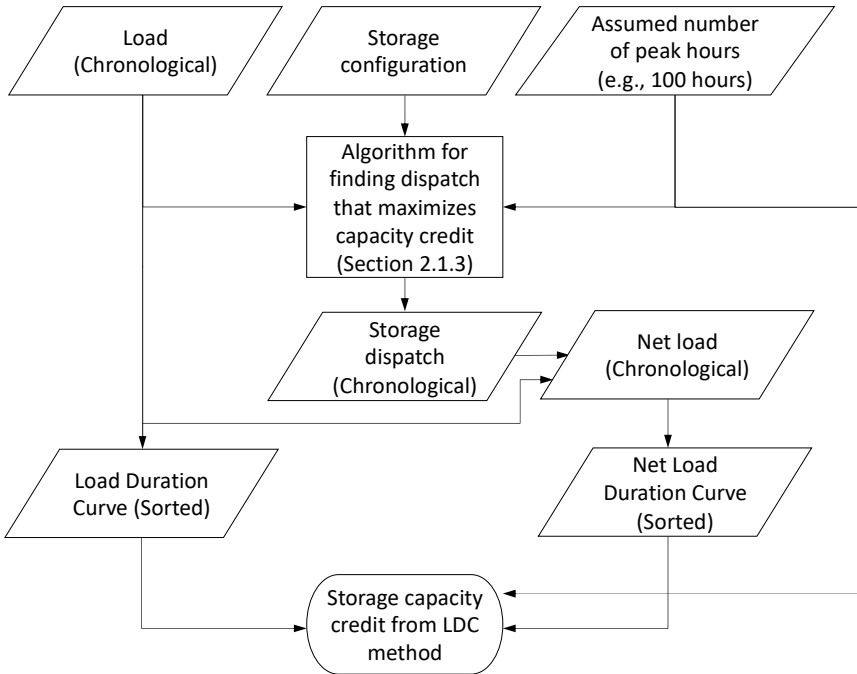 Load
(Chronological)
Storage
configuration
Assumed number
of peak hours
(e.g., 100 hours)
Algorithm for
finding dispatch
that maximizes
capacity credit
(Section 2.1.3)
Storage
dispatch
(Chronological)
Net load
(Chronological)
Load Duration
Curve (Sorted)
Net Load
Duration Curve
(Sorted)
Storage capacity
credit from LDC
method